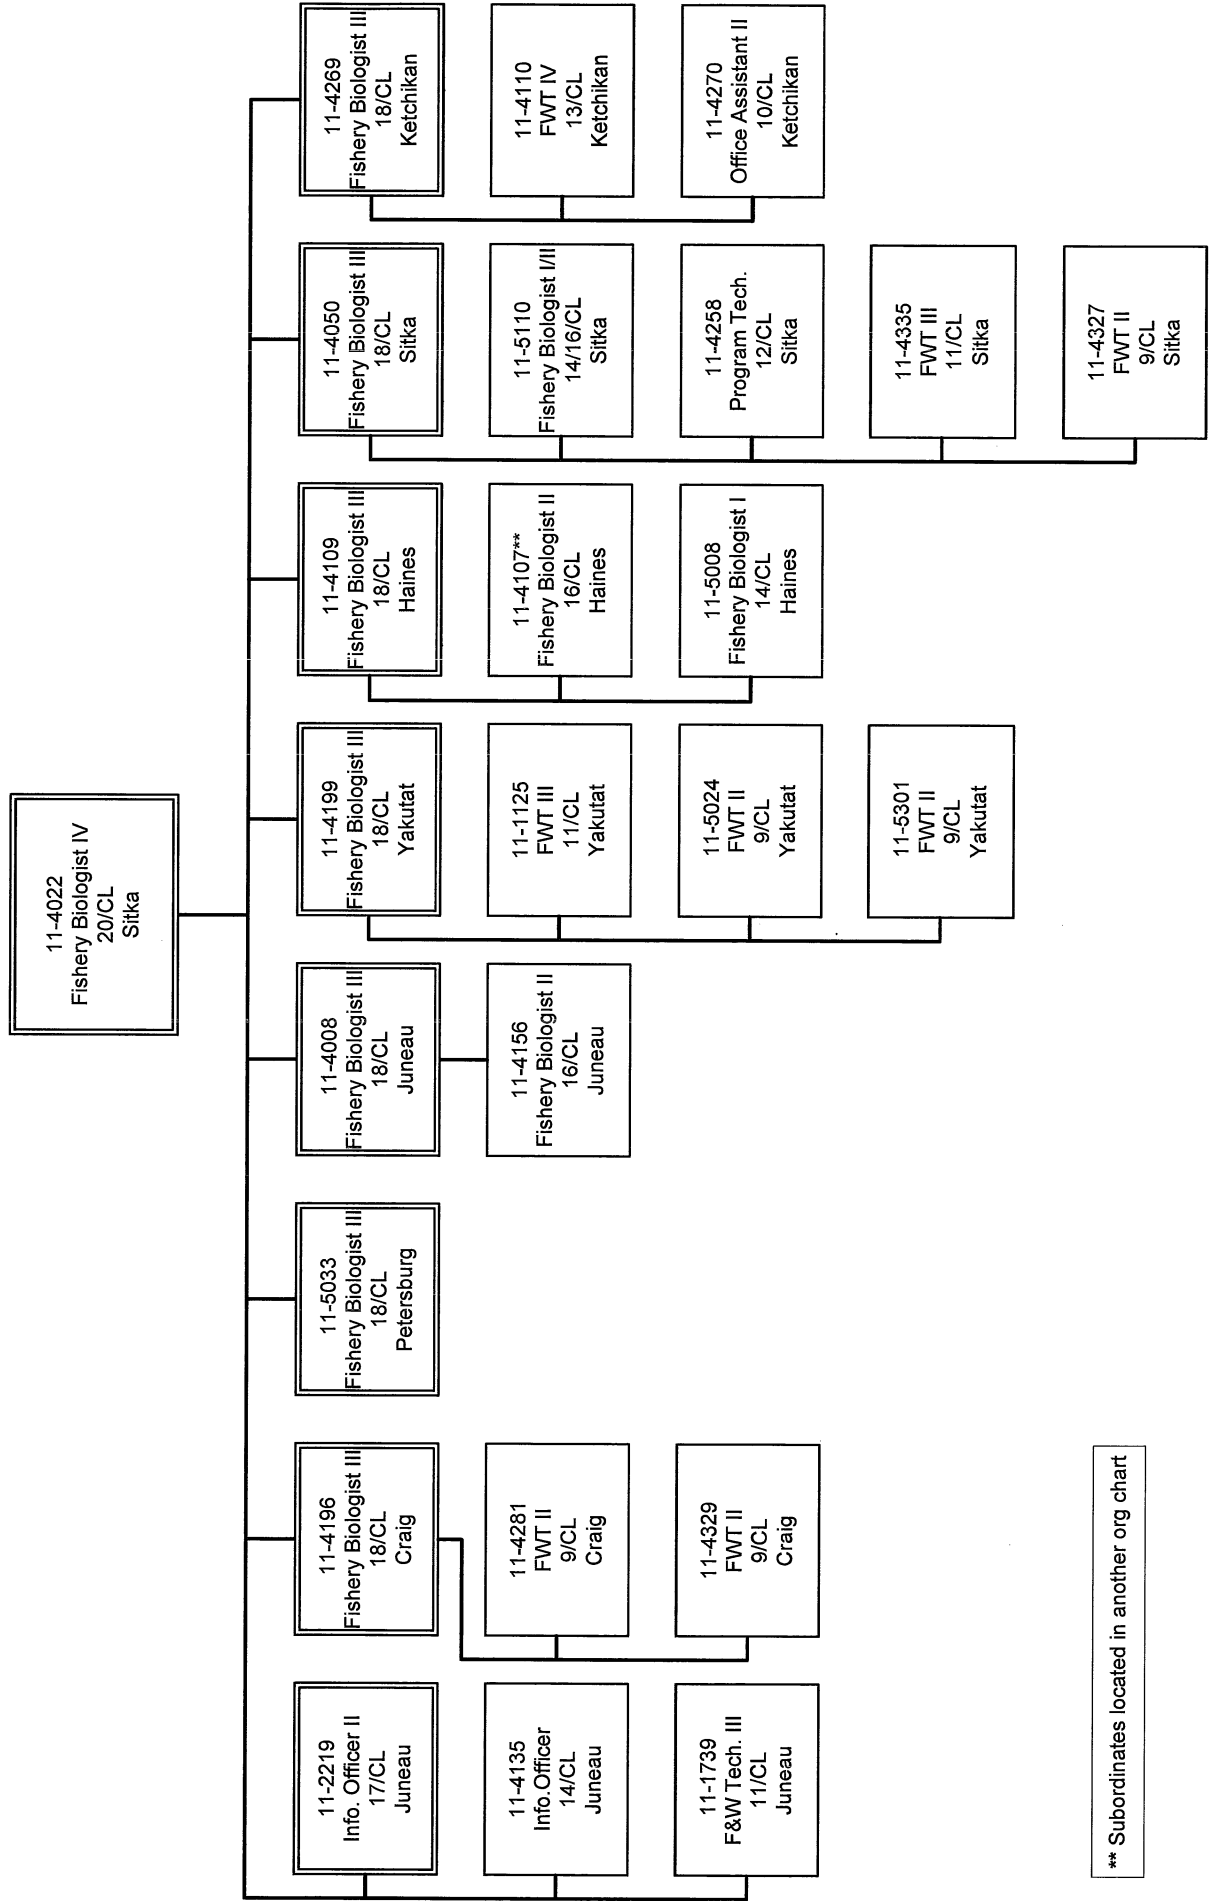 11-4022
Fishery Biologist IV
20/CL
Sitka
11-2219
Info. Officer II
17/CL
Juneau
11-4135
Info.Officer
14/CL
Juneau
11-1739
F&W Tech. III
11/CL
Juneau
11-4196
Fishery Biologist III
18/CL
Craig
11-4281
FWT II
9/CL
Craig
11-4329
FWT II
9/CL
Craig
11-5033
Fishery Biologist III
18/CL
Petersburg
11-4008
Fishery Biologist III
18/CL
Juneau
11-4156
Fishery Biologist II
16/CL
Juneau
11-4199
Fishery Biologist III
18/CL
Yakutat
11-1125
FWT III
11/CL
Yakutat
11-5024
FWT II
9/CL
Yakutat
11-5301
FWT II
9/CL
Yakutat
11-4109
Fishery Biologist III
18/CL
Haines
11-4107**
Fishery Biologist II
16/CL
Haines
11-5008
Fishery Biologist I
14/CL
Haines
11-4050
Fishery Biologist III
18/CL
Sitka
11-5110
Fishery Biologist I/II
14/16/CL
Sitka
11-4258
Program Tech.
12/CL
Sitka
11-4335
FWT III
11/CL
Sitka
11-4327
FWT II
9/CL
Sitka
11-4269
Fishery Biologist III
18/CL
Ketchikan
11-4110
FWT IV
13/CL
Ketchikan
11-4270
Office Assistant II
10/CL
Ketchikan
** Subordinates located in another org chart